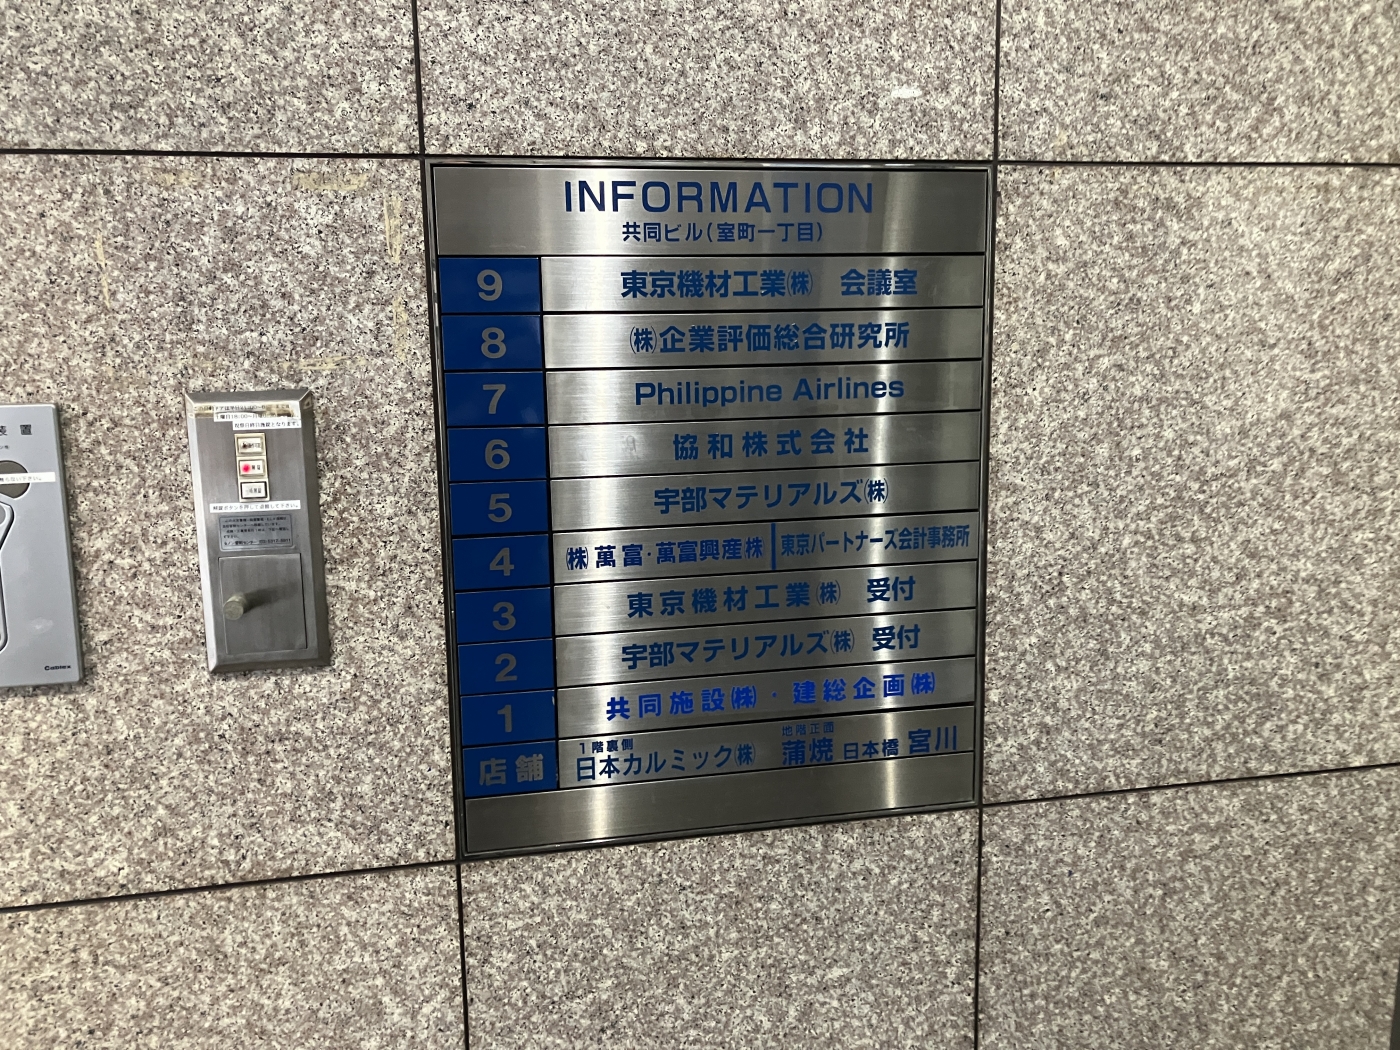 INFORMATION
共同ビル(室町一丁目)
9 東京機材工業㈱ 会議室
8 ㈱企業評価総合研究所
7 Philippine Airlines
6 協和株式会社
5 宇部マテリアルズ㈱
4 ㈱萬富・萬富興産㈱ 東京パートナーズ会計事務所
3 東京機材工業㈱ 受付
2 宇部マテリアルズ㈱ 受付
1 共同施設㈱・建総企画㈱
店舗 1階裏側 地階正面
日本カルミック㈱ 蒲焼 日本橋 宮川
装置